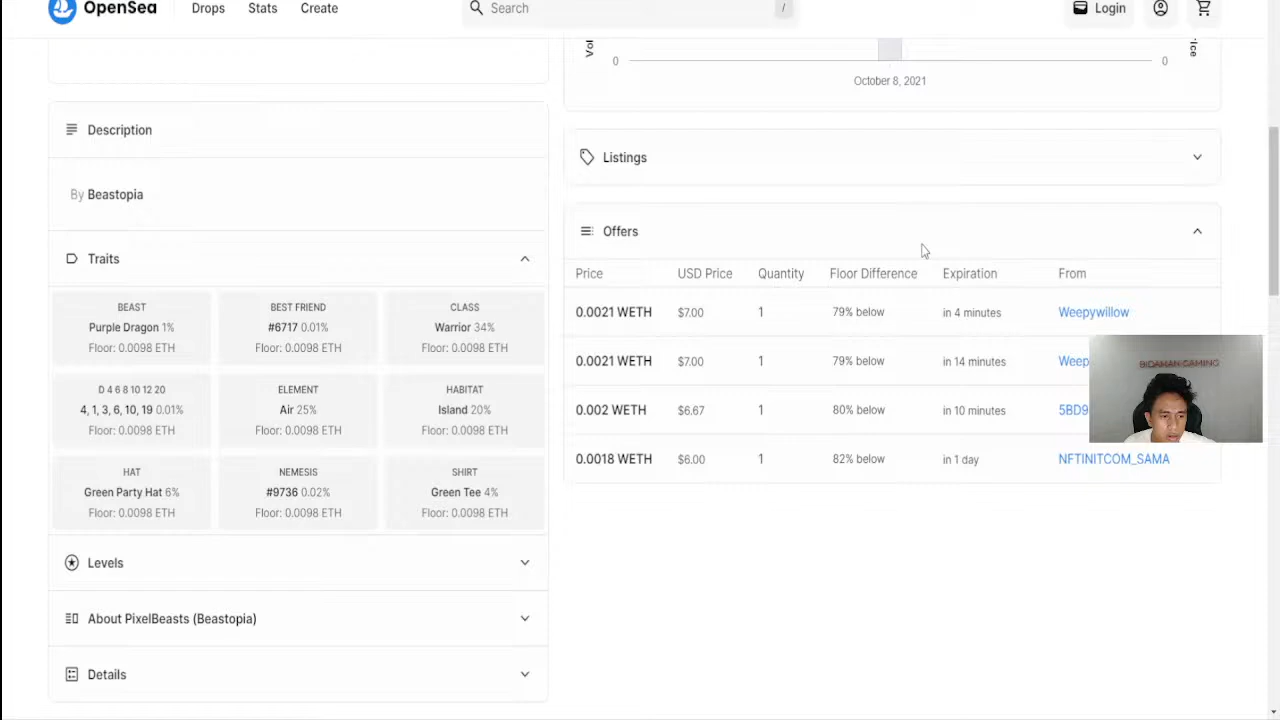 OpenSea
Drops
Stats
Create
Search
/
Login
Vol
0
0
ice
October 8, 2021
Description
By Beastopia
Traits
BEAST
Purple Dragon 1%
Floor: 0.0098 ETH
BEST FRIEND
#6717 0.01%
Floor: 0.0098 ETH
CLASS
Warrior 34%
Floor: 0.0098 ETH
D 4 6 8 10 12 20
4, 1, 3, 6, 10, 19 0.01%
Floor: 0.0098 ETH
ELEMENT
Air 25%
Floor: 0.0098 ETH
HABITAT
Island 20%
Floor: 0.0098 ETH
HAT
Green Party Hat 6%
Floor: 0.0098 ETH
NEMESIS
#9736 0.02%
Floor: 0.0098 ETH
SHIRT
Green Tee 4%
Floor: 0.0098 ETH
Levels
About PixelBeasts (Beastopia)
Details
Listings
Offers
Price USD Price Quantity Floor Difference Expiration From
0.0021 WETH $7.00 1 79% below in 4 minutes Weepywillow
0.0021 WETH $7.00 1 79% below in 14 minutes Weep
0.002 WETH $6.67 1 80% below in 10 minutes 5BD9
0.0018 WETH $6.00 1 82% below in 1 day NFTINITCOM_SAMA